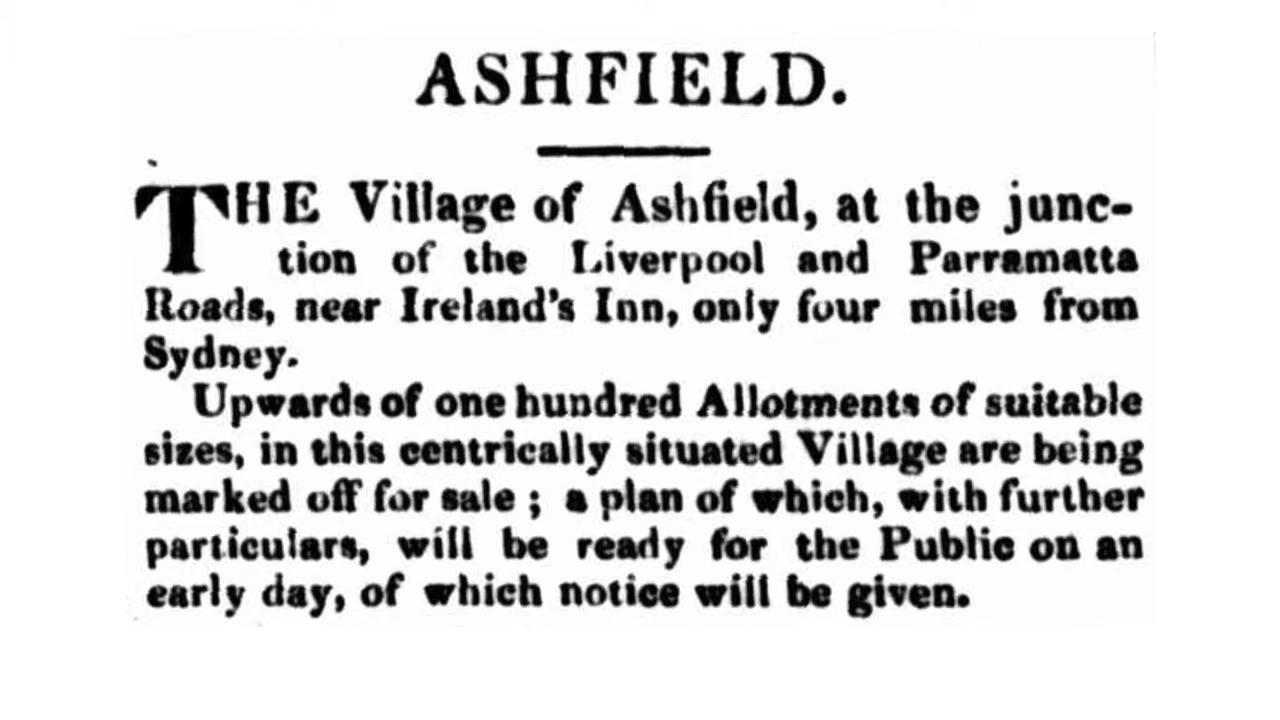 ASHFIELD.
THE Village of Ashfield, at the junc-
tion of the Liverpool and Parramatta
Roads, near Ireland's Inn, only four miles from
Sydney.
Upwards of one hundred Allotments of suitable
sizes, in this centrically situated Village are being
marked off for sale ; a plan of which, with further
particulars, will be ready for the Public on an
early day, of which notice will be given.